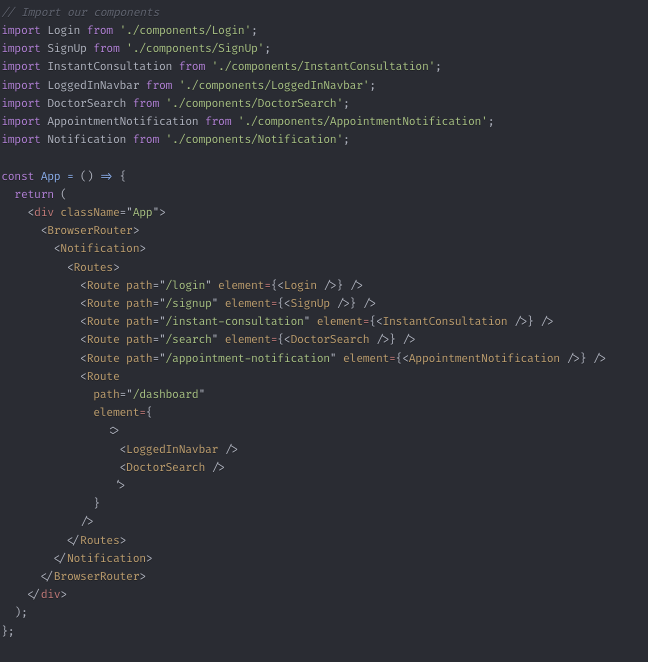 // Import our components
import Login from './components/Login';
import SignUp from './components/SignUp';
import InstantConsultation from './components/InstantConsultation';
import LoggedInNavbar from './components/LoggedInNavbar';
import DoctorSearch from './components/DoctorSearch';
import AppointmentNotification from './components/AppointmentNotification';
import Notification from './components/Notification';

const App = () => {
  return (
    <div className="App">
      <BrowserRouter>
        <Notification>
          <Routes>
            <Route path="/login" element={<Login />} />
            <Route path="/signup" element={<SignUp />} />
            <Route path="/instant-consultation" element={<InstantConsultation />} />
            <Route path="/search" element={<DoctorSearch />} />
            <Route path="/appointment-notification" element={<AppointmentNotification />} />
            <Route
              path="/dashboard"
              element={
                <>
                  <LoggedInNavbar />
                  <DoctorSearch />
                </>
              }
            />
          </Routes>
        </Notification>
      </BrowserRouter>
    </div>
  );
};